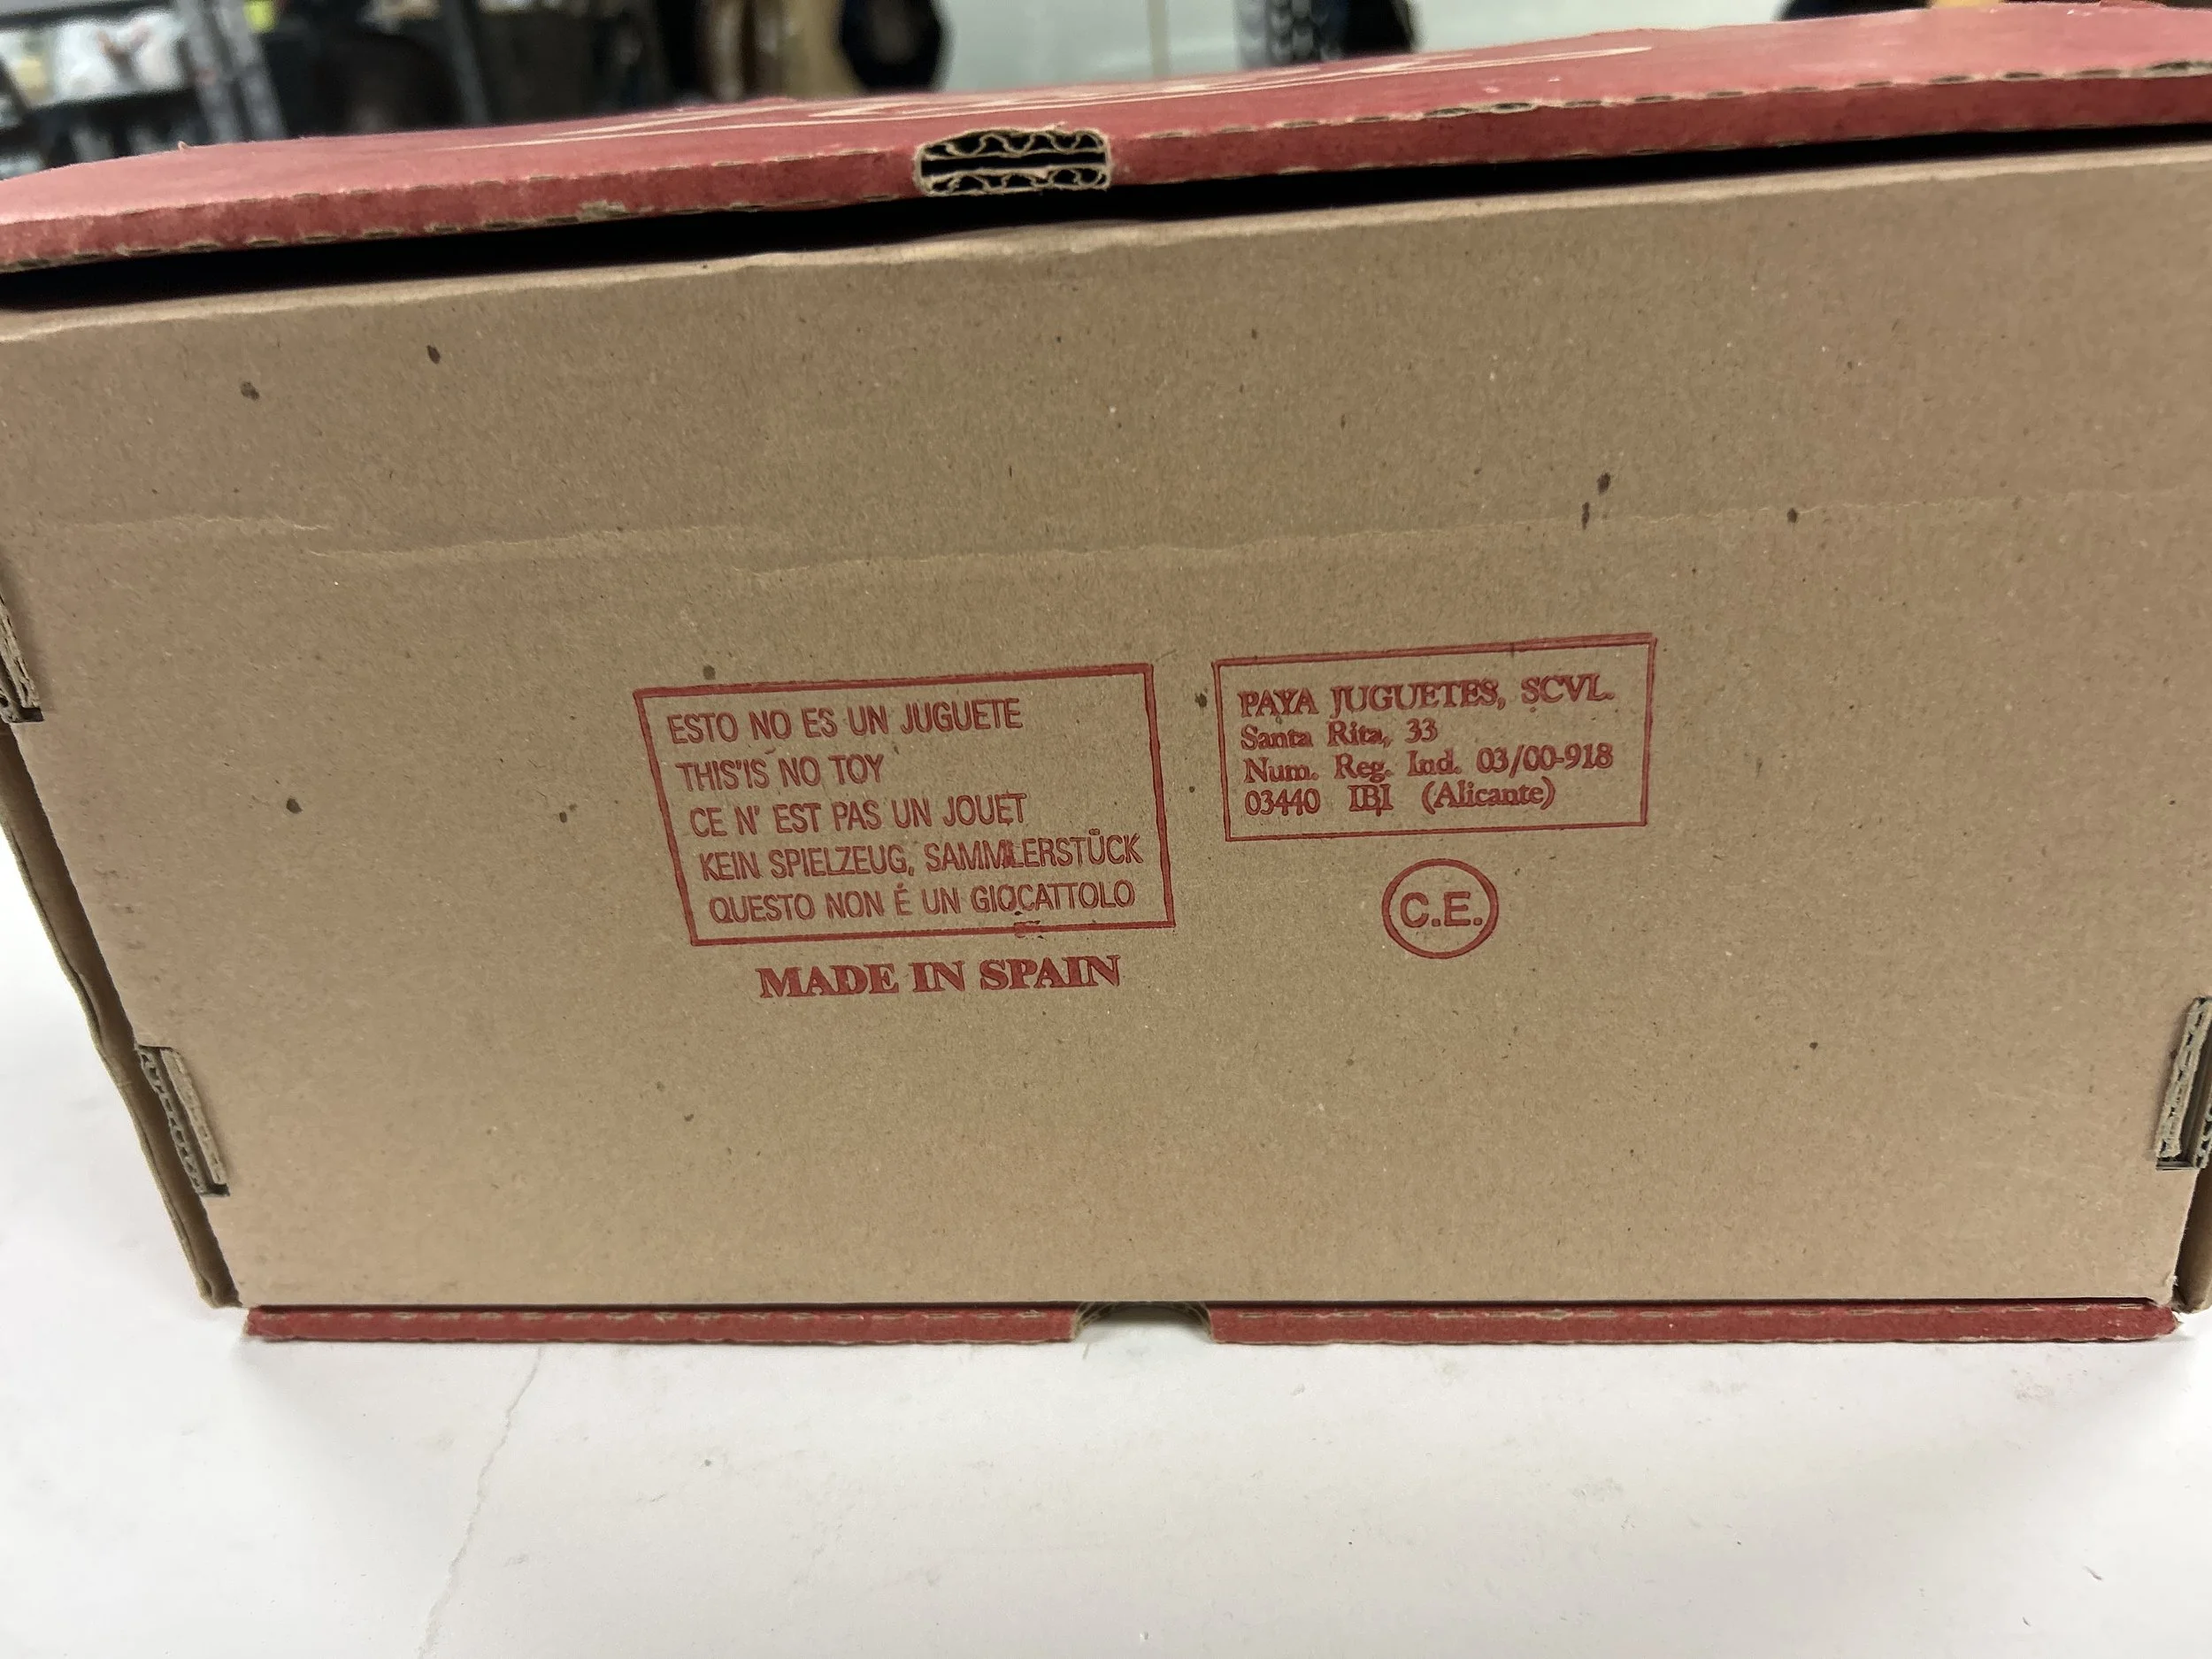 ESTO NO ES UN JUGUETE
THIS'IS NO TOY
CE N' EST PAS UN JOUET
KEIN SPIELZEUG, SAMMLERSTÜCK
QUESTO NON É UN GIOCATTOLO
MADE IN SPAIN
PAYA JUGUETES, SCVL.
Santa Rita, 33
Num. Reg. Ind. 03/00-918
03440 IBI (Alicante)
C.E.